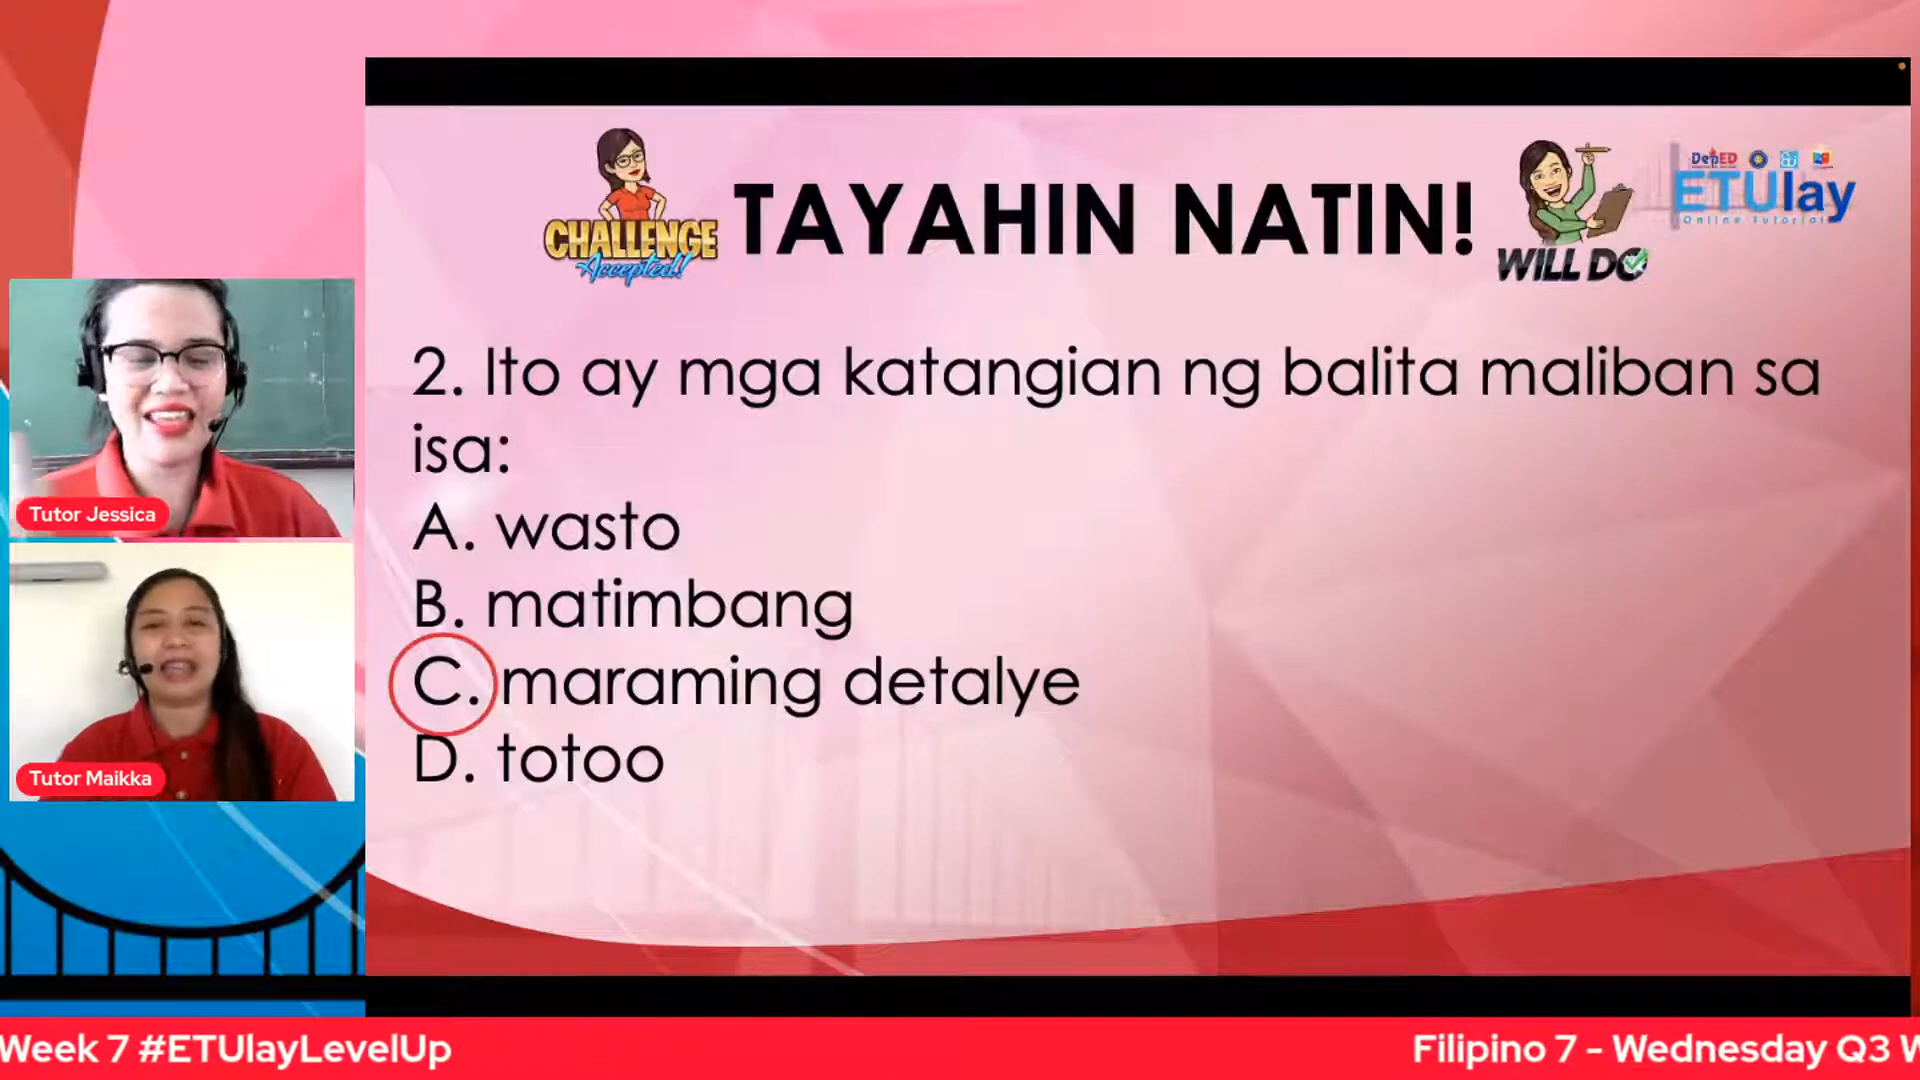 CHALLENGE
Accepted!
TAYAHIN NATIN!
WILL DO
DepED
ETUlay
Online Tutorial
2. Ito ay mga katangian ng balita maliban sa
isa:
A. wasto
B. matimbang
C. maraming detalye
D. totoo
Tutor Jessica
Tutor Maikka
Week 7 #ETUlayLevelUp
Filipino 7 - Wednesday Q3 W